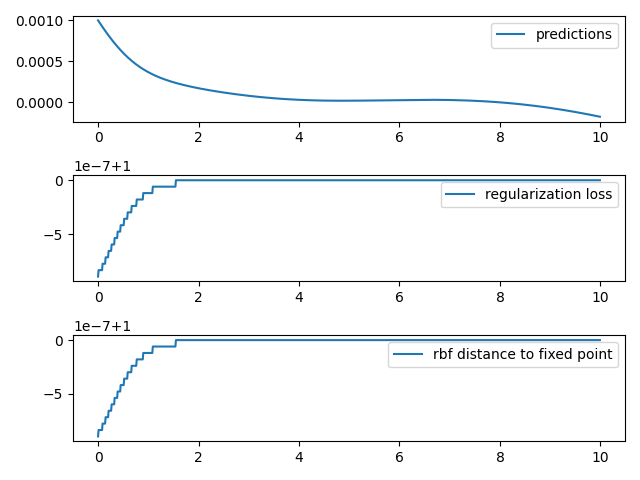 0.0010
0.0005
0.0000
predictions
0 2 4 6 8 10
1e−7+1
0
−5
regularization loss
0 2 4 6 8 10
1e−7+1
0
−5
rbf distance to fixed point
0 2 4 6 8 10